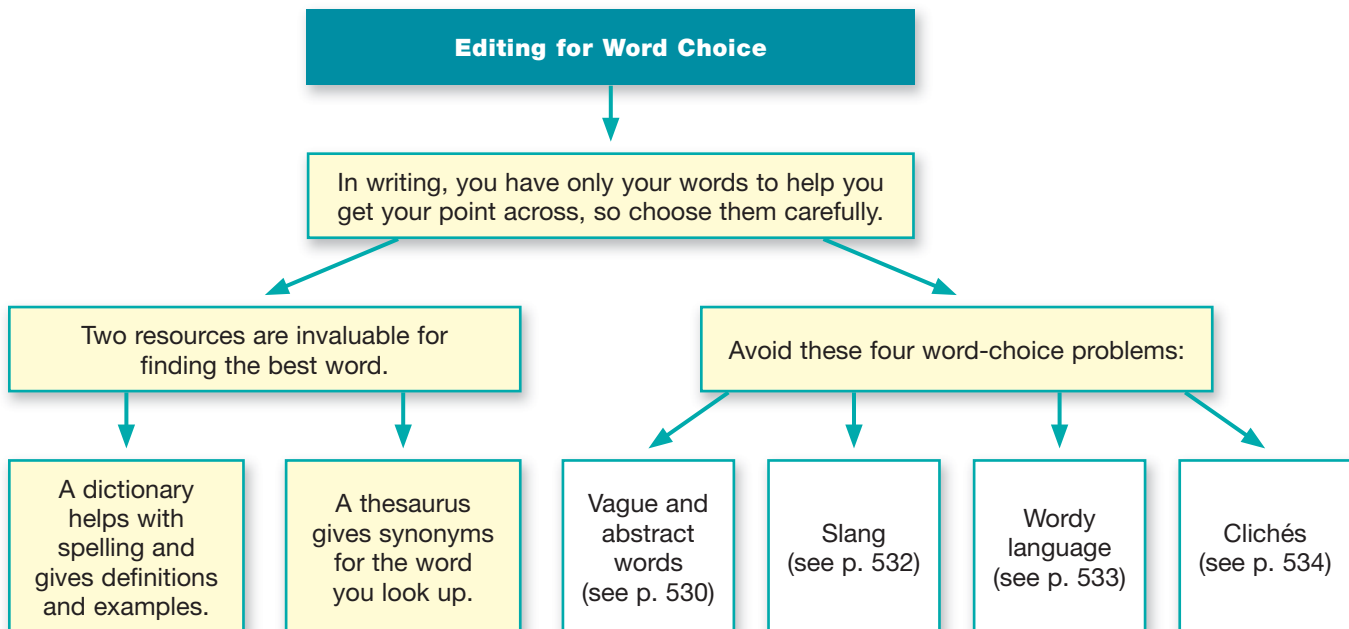 Editing for Word Choice
In writing, you have only your words to help you
get your point across, so choose them carefully.
Two resources are invaluable for
finding the best word.
Avoid these four word-choice problems:
A dictionary
helps with
spelling and
gives definitions
and examples.
A thesaurus
gives synonyms
for the word
you look up.
Vague and
abstract
words
(see p. 530)
Slang
(see p. 532)
Wordy
language
(see p. 533)
Clichés
(see p. 534)